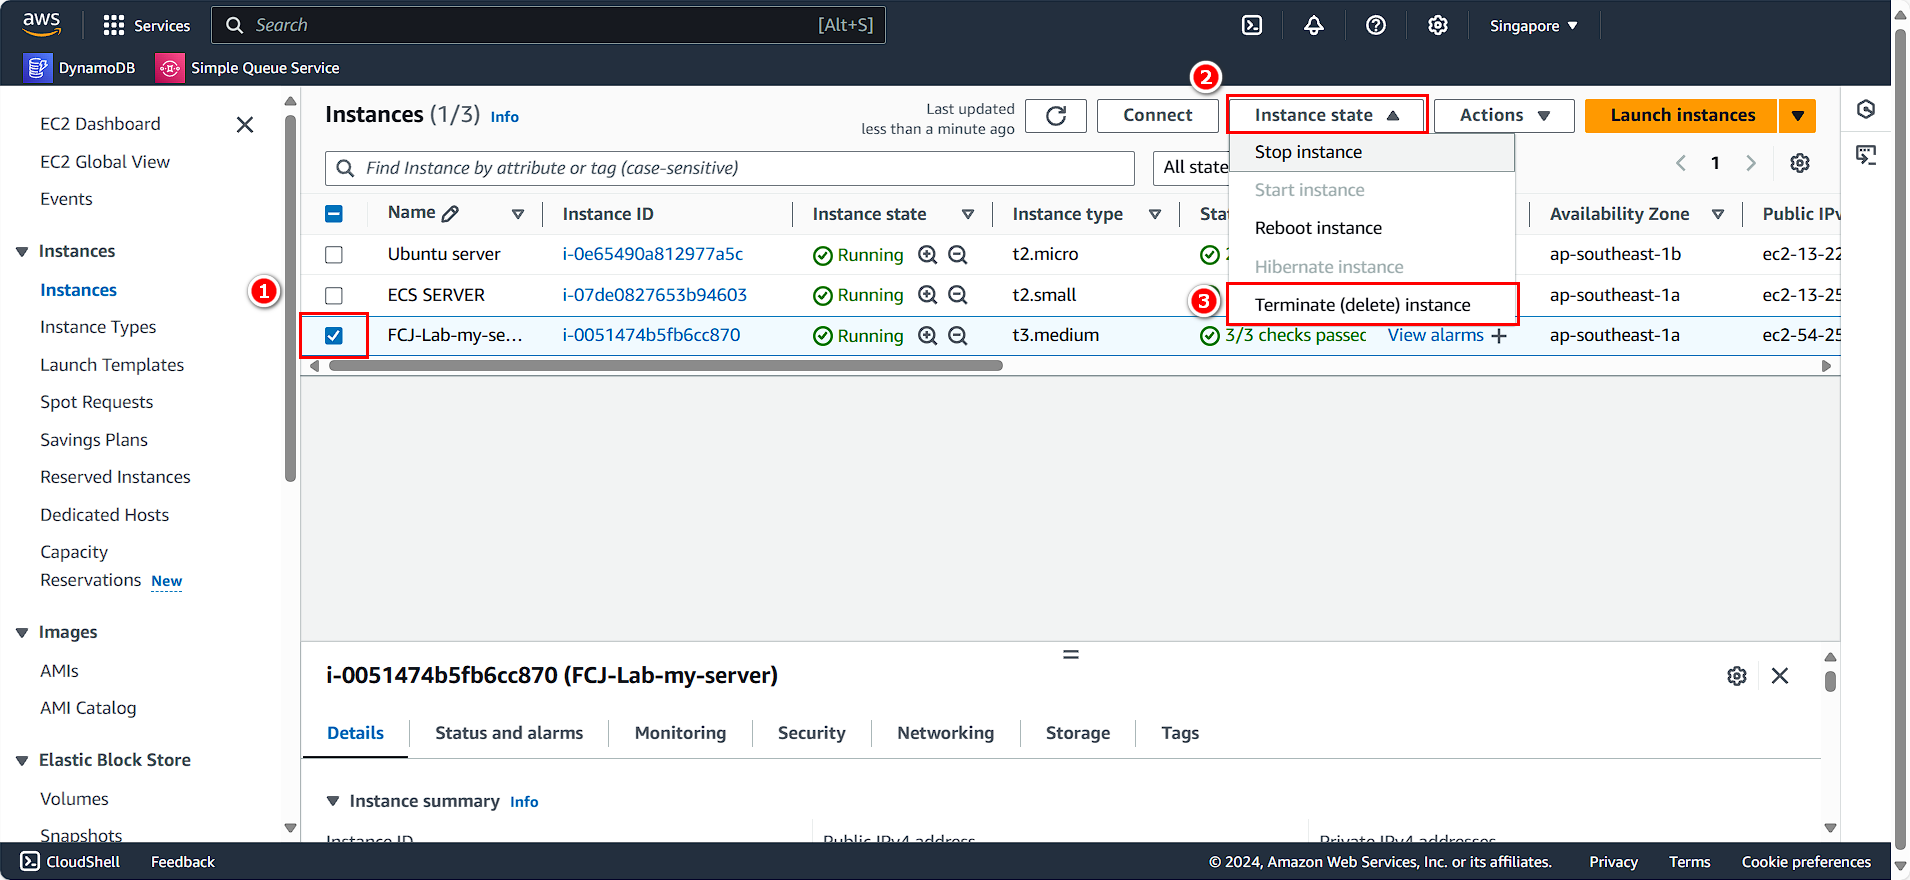 aws
Services
Search
[Alt+S]
Singapore
DynamoDB
Simple Queue Service
EC2 Dashboard
EC2 Global View
Events
Instances
Instances
Instance Types
Launch Templates
Spot Requests
Savings Plans
Reserved Instances
Dedicated Hosts
Capacity
Reservations New
Images
AMIs
AMI Catalog
Elastic Block Store
Volumes
Snapshots
1
Instances (1/3) Info
Last updated
less than a minute ago
Connect
2
Instance state
Actions
Launch instances
Find Instance by attribute or tag (case-sensitive)
All state
1
Stop instance
Start instance
Reboot instance
Hibernate instance
3
Terminate (delete) instance
Name Instance ID Instance state Instance type Stat Availability Zone Public IPv
Ubuntu server i-0e65490a812977a5c Running t2.micro ap-southeast-1b ec2-13-22
ECS SERVER i-07de0827653b94603 Running t2.small ap-southeast-1a ec2-13-25
FCJ-Lab-my-se... i-0051474b5fb6cc870 Running t3.medium 3/3 checks passec View alarms + ap-southeast-1a ec2-54-25
i-0051474b5fb6cc870 (FCJ-Lab-my-server)
Details Status and alarms Monitoring Security Networking Storage Tags
Instance summary Info
Instance ID Public IPv4 address Private IPv4 addresses
CloudShell Feedback © 2024, Amazon Web Services, Inc. or its affiliates. Privacy Terms Cookie preferences